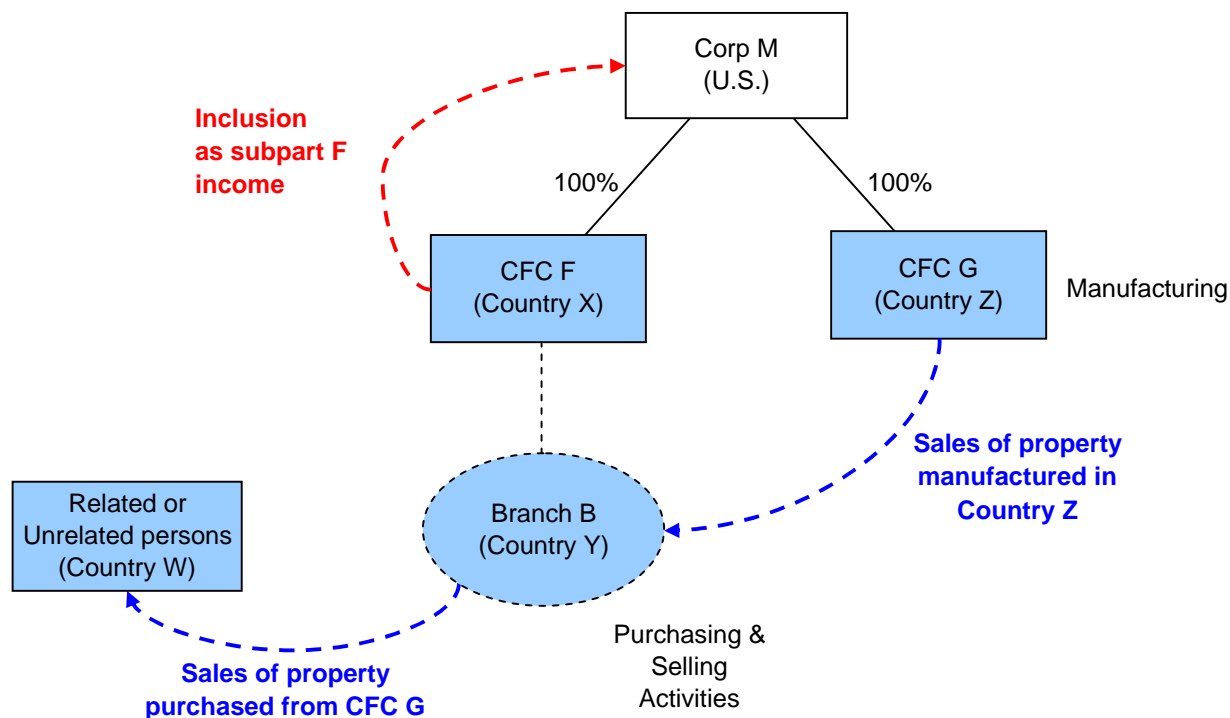 Corp M
(U.S.)
Inclusion
as subpart F
income
100%
100%
CFC F
(Country X)
CFC G
(Country Z)
Manufacturing
Sales of property
manufactured in
Country Z
Related or
Unrelated persons
(Country W)
Branch B
(Country Y)
Purchasing &
Selling
Activities
Sales of property
purchased from CFC G